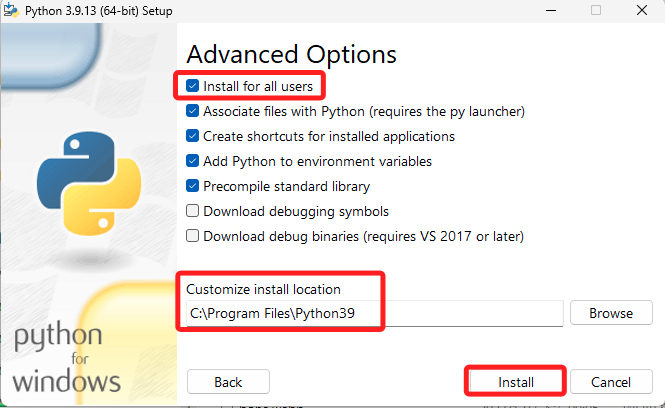 Python 3.9.13 (64-bit) Setup
Advanced Options
Install for all users
Associate files with Python (requires the py launcher)
Create shortcuts for installed applications
Add Python to environment variables
Precompile standard library
Download debugging symbols
Download debug binaries (requires VS 2017 or later)
Customize install location
C:\Program Files\Python39
Browse
python
for
windows
Back
Install
Cancel